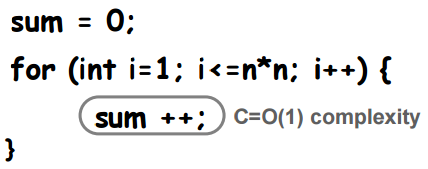 sum = 0;
for (int i=1; i<=n*n; i++) {
sum ++; C=O(1) complexity
}